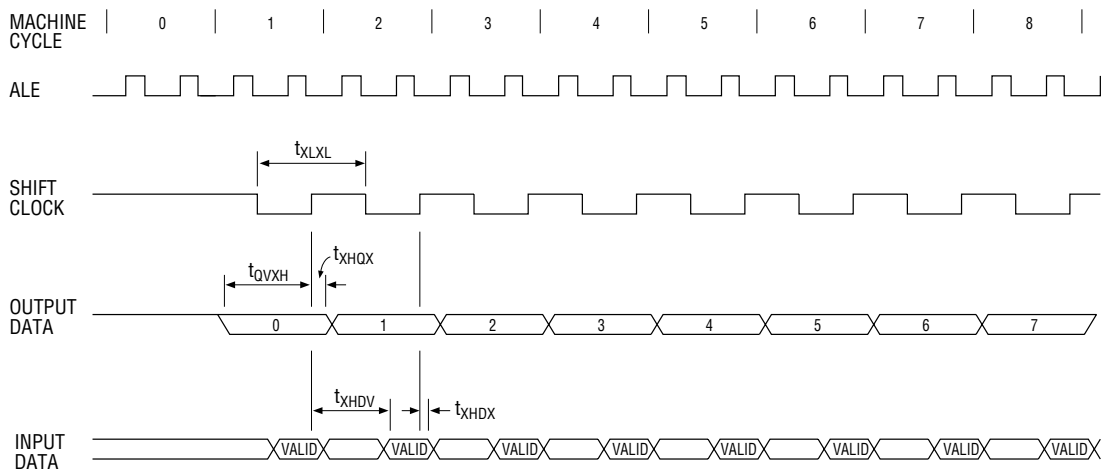 MACHINE CYCLE 0 1 2 3 4 5 6 7 8
ALE
tXLXL
SHIFT CLOCK
tXHQX
tQVXH
OUTPUT DATA 0 1 2 3 4 5 6 7
tXHDV tXHDX
INPUT DATA VALID VALID VALID VALID VALID VALID VALID VALID